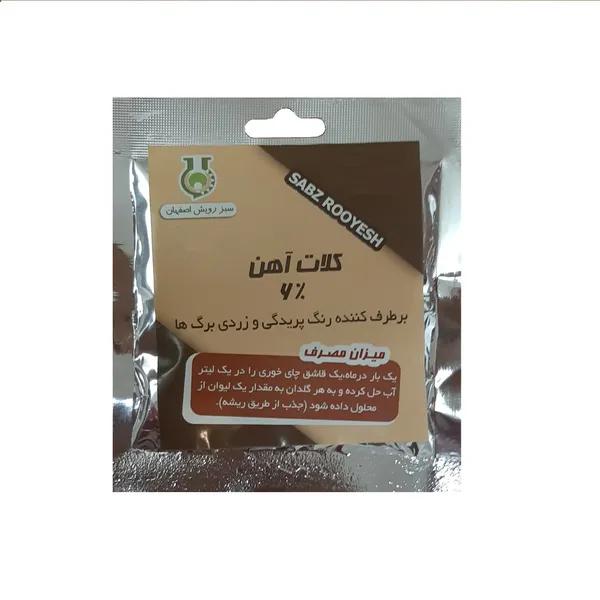 سبز رویش اصفهان
SABZ ROOYESH
کلات آهن
۶٪
برطرف کننده رنگ پریدگی و زردی برگ ها
میزان مصرف
یک بار درماه،یک قاشق چای خوری را در یک لیتر
آب حل کرده و به هر گلدان به مقدار یک لیوان از
محلول داده شود (جذب از طریق ریشه).